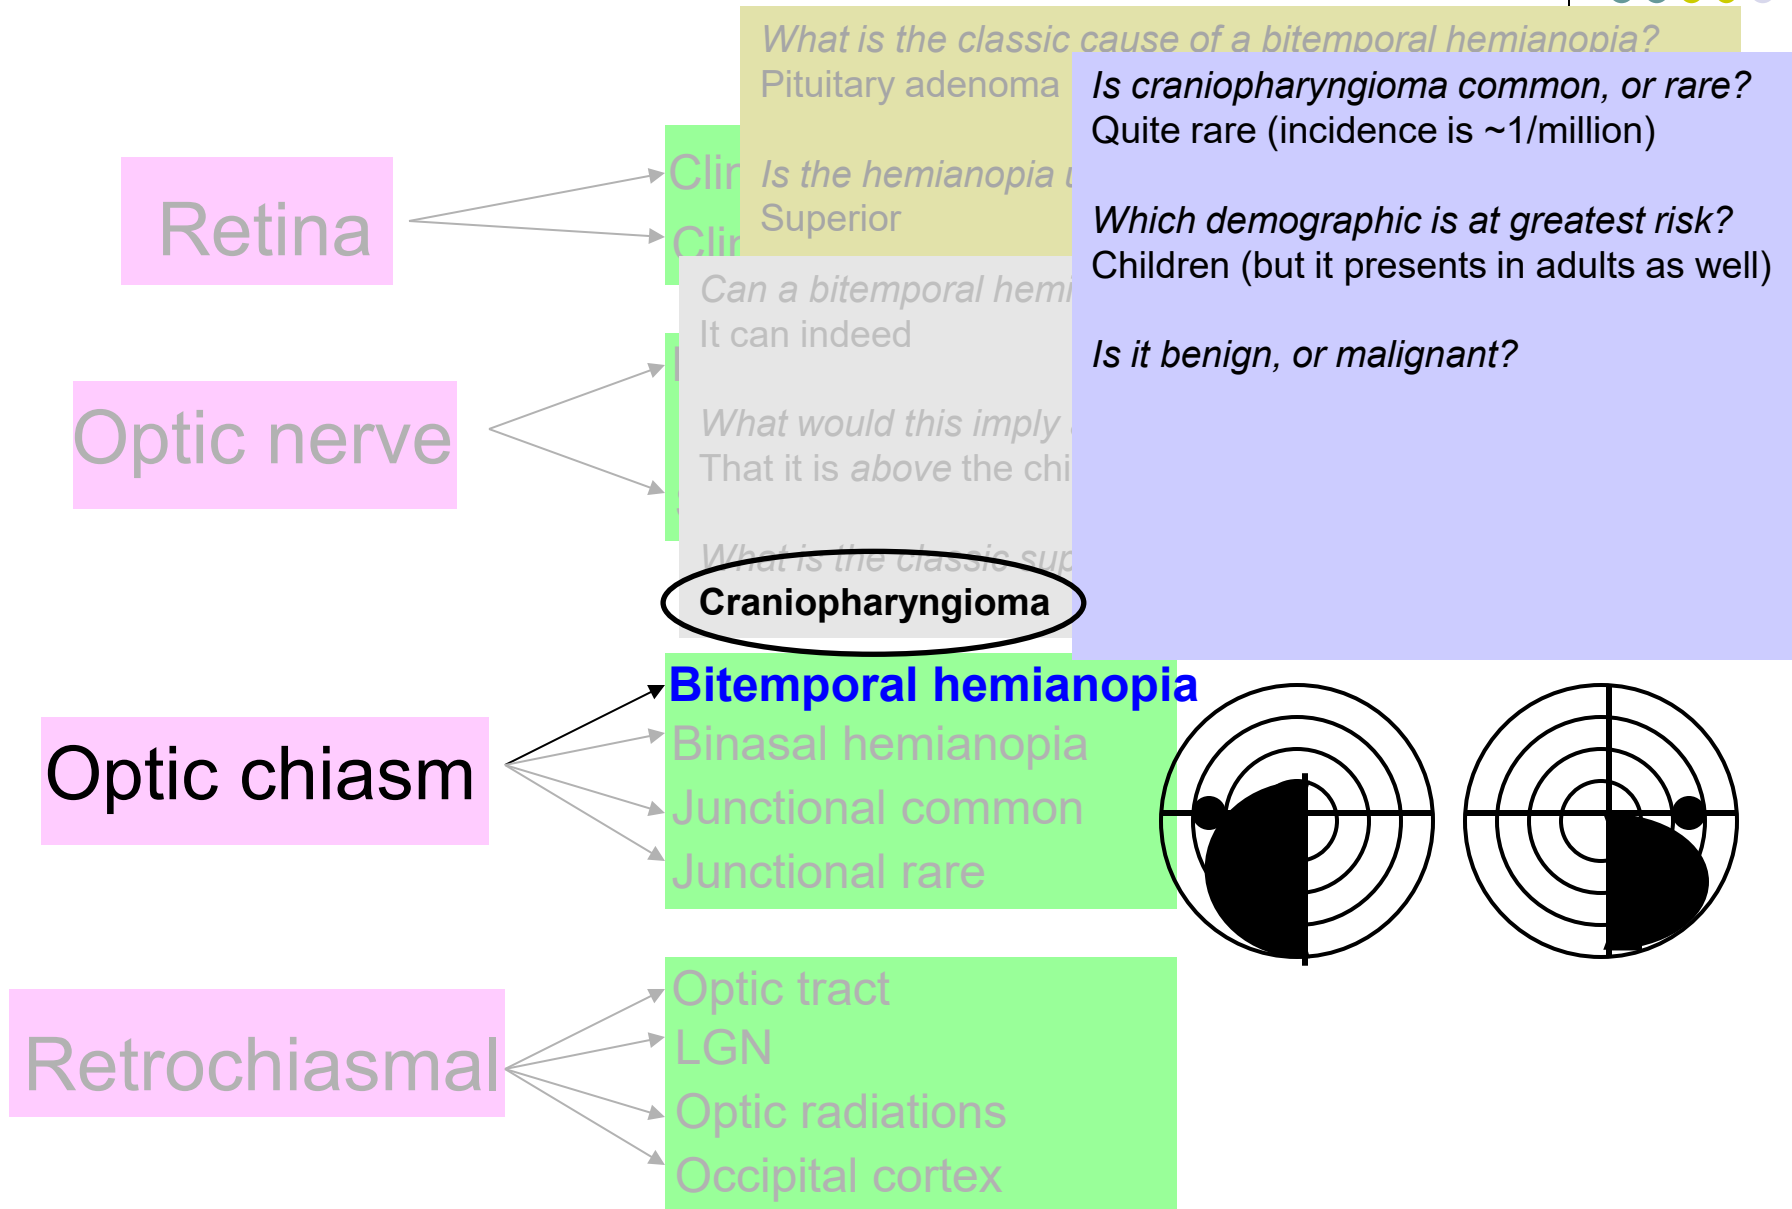 What is the classic cause of a bitemporal hemianopia?
Pituitary adenoma
Is the hemianopia
Superior
Is craniopharyngioma common, or rare?
Quite rare (incidence is ~1/million)
Which demographic is at greatest risk?
Children (but it presents in adults as well)
Is it benign, or malignant?
Can a bitemporal
It can indeed
What would this imply
That it is above the
What is the classic
Craniopharyngioma
Retina
Optic nerve
Optic chiasm
Bitemporal hemianopia
Binasal hemianopia
Junctional common
Junctional rare
Retrochiasmal
Optic tract
LGN
Optic radiations
Occipital cortex